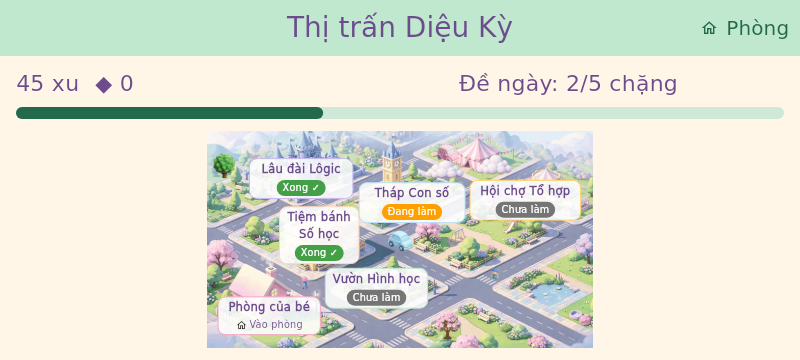 Thị trấn Diệu Kỳ
Phòng
45 xu ◆ 0
Đề ngày: 2/5 chặng
Lâu đài Lôgic
Xong ✓
Tháp Con số
Đang làm
Hội chợ Tổ hợp
Chưa làm
Tiệm bánh
Số học
Xong ✓
Vườn Hình học
Chưa làm
Phòng của bé
Vào phòng